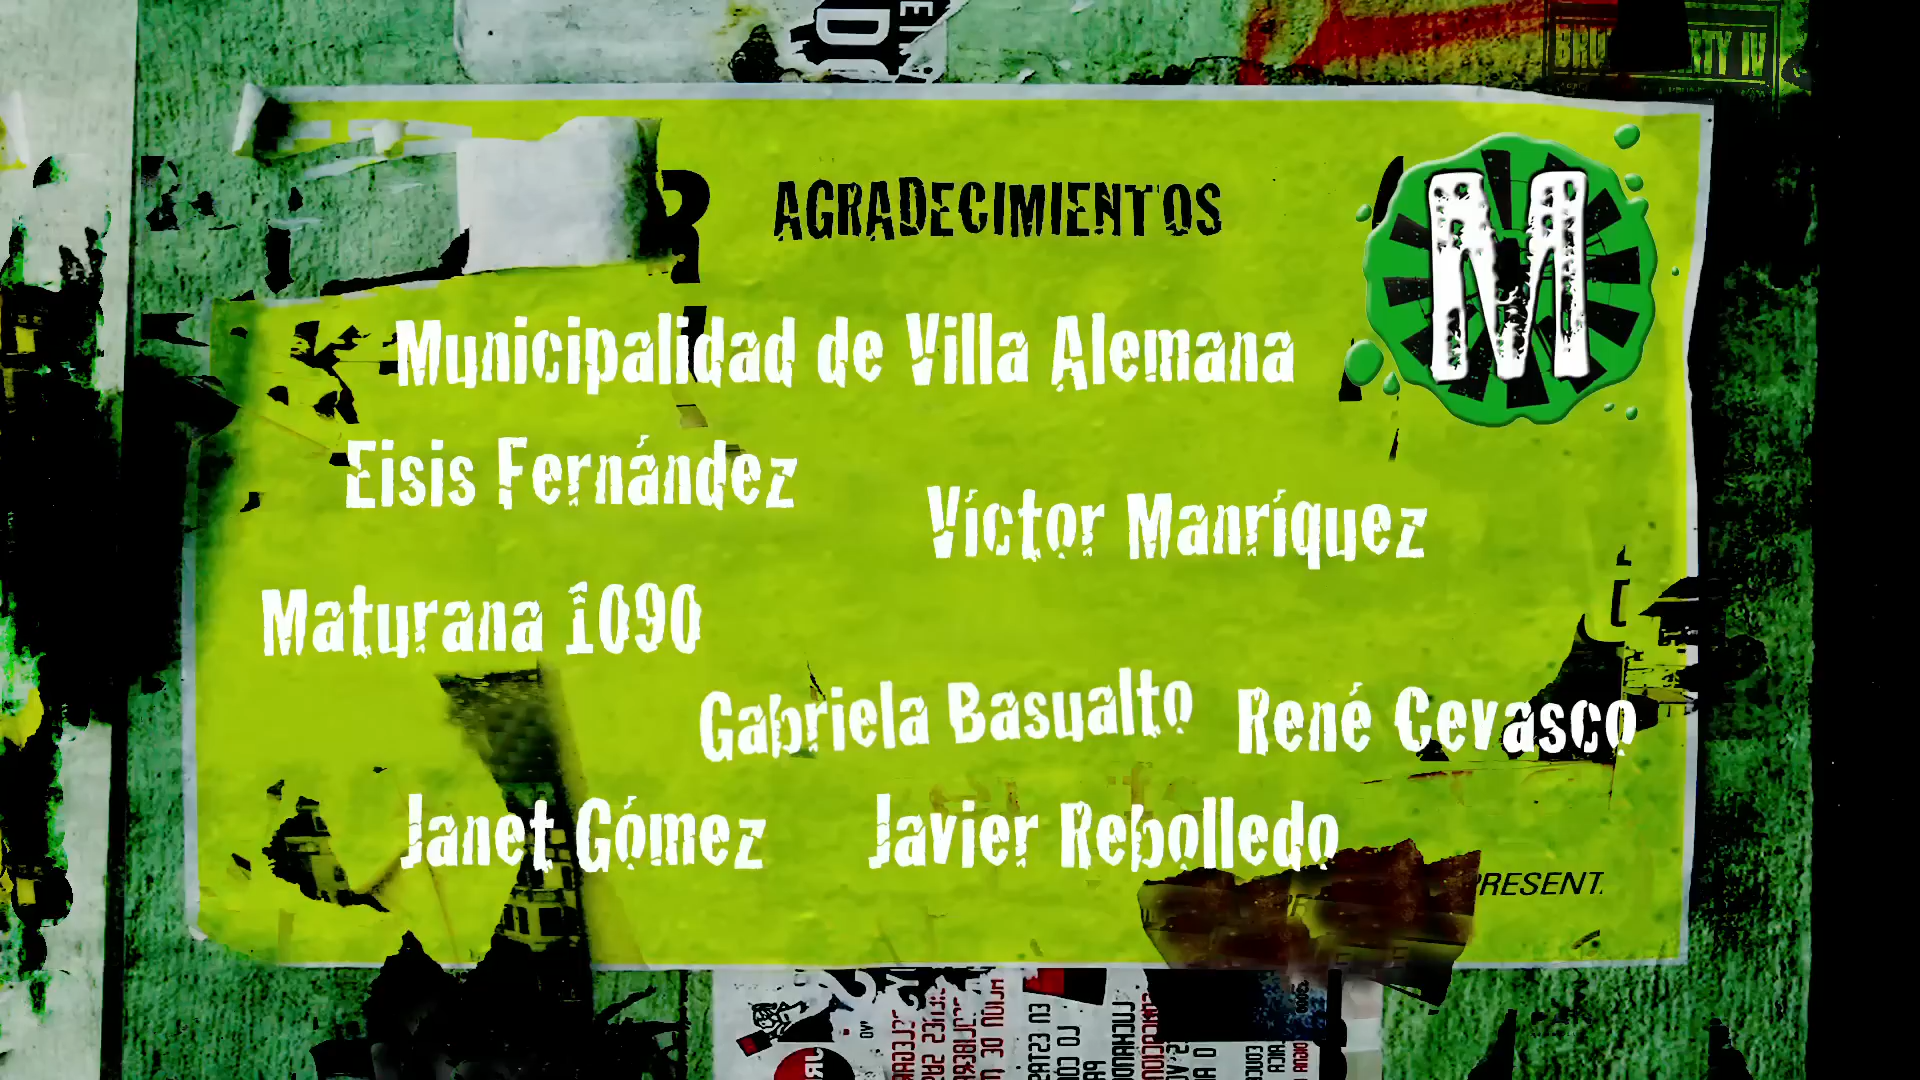 AGRADECIMIENTOS
M
Municipalidad de Villa Alemana
Eisis Fernández
Víctor Manríquez
Maturana 1090
Gabriela Basualto
René Cevasco
Janet Gómez
Javier Rebolledo
PRESENT.